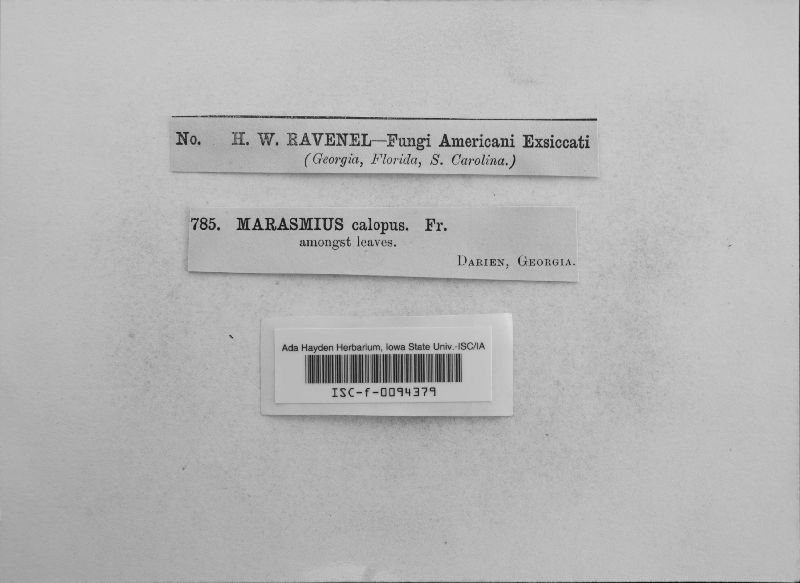 No. H. W. RAVENEL—Fungi Americani Exsiccati
(Georgia, Florida, S. Carolina.)
785. MARASMIUS calopus. Fr.
amongst leaves.
DARIEN, GEORGIA.
Ada Hayden Herbarium, Iowa State Univ.-ISC/IA
ISC-f-0094379